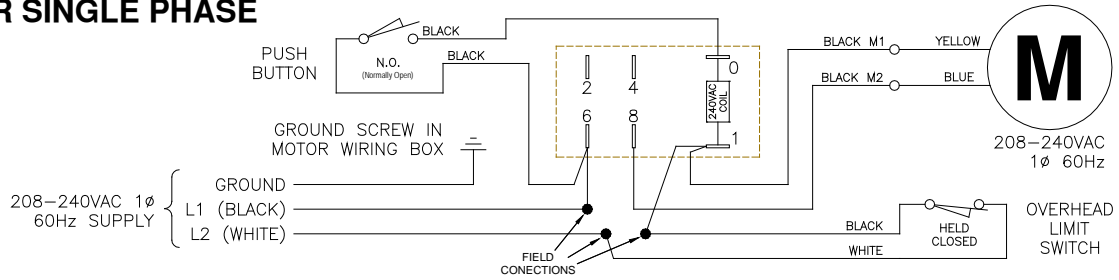 R SINGLE PHASE
PUSH
BUTTON
BLACK
N.O.
(Normally Open)
BLACK
2
4
0
240VAC
COIL
6
8
1
BLACK M1
YELLOW
BLACK M2
BLUE
M
208-240VAC
1ø 60Hz
GROUND SCREW IN
MOTOR WIRING BOX
208-240VAC 1ø
60Hz SUPPLY
GROUND
L1 (BLACK)
L2 (WHITE)
FIELD
CONECTIONS
BLACK
WHITE
HELD
CLOSED
OVERHEAD
LIMIT
SWITCH